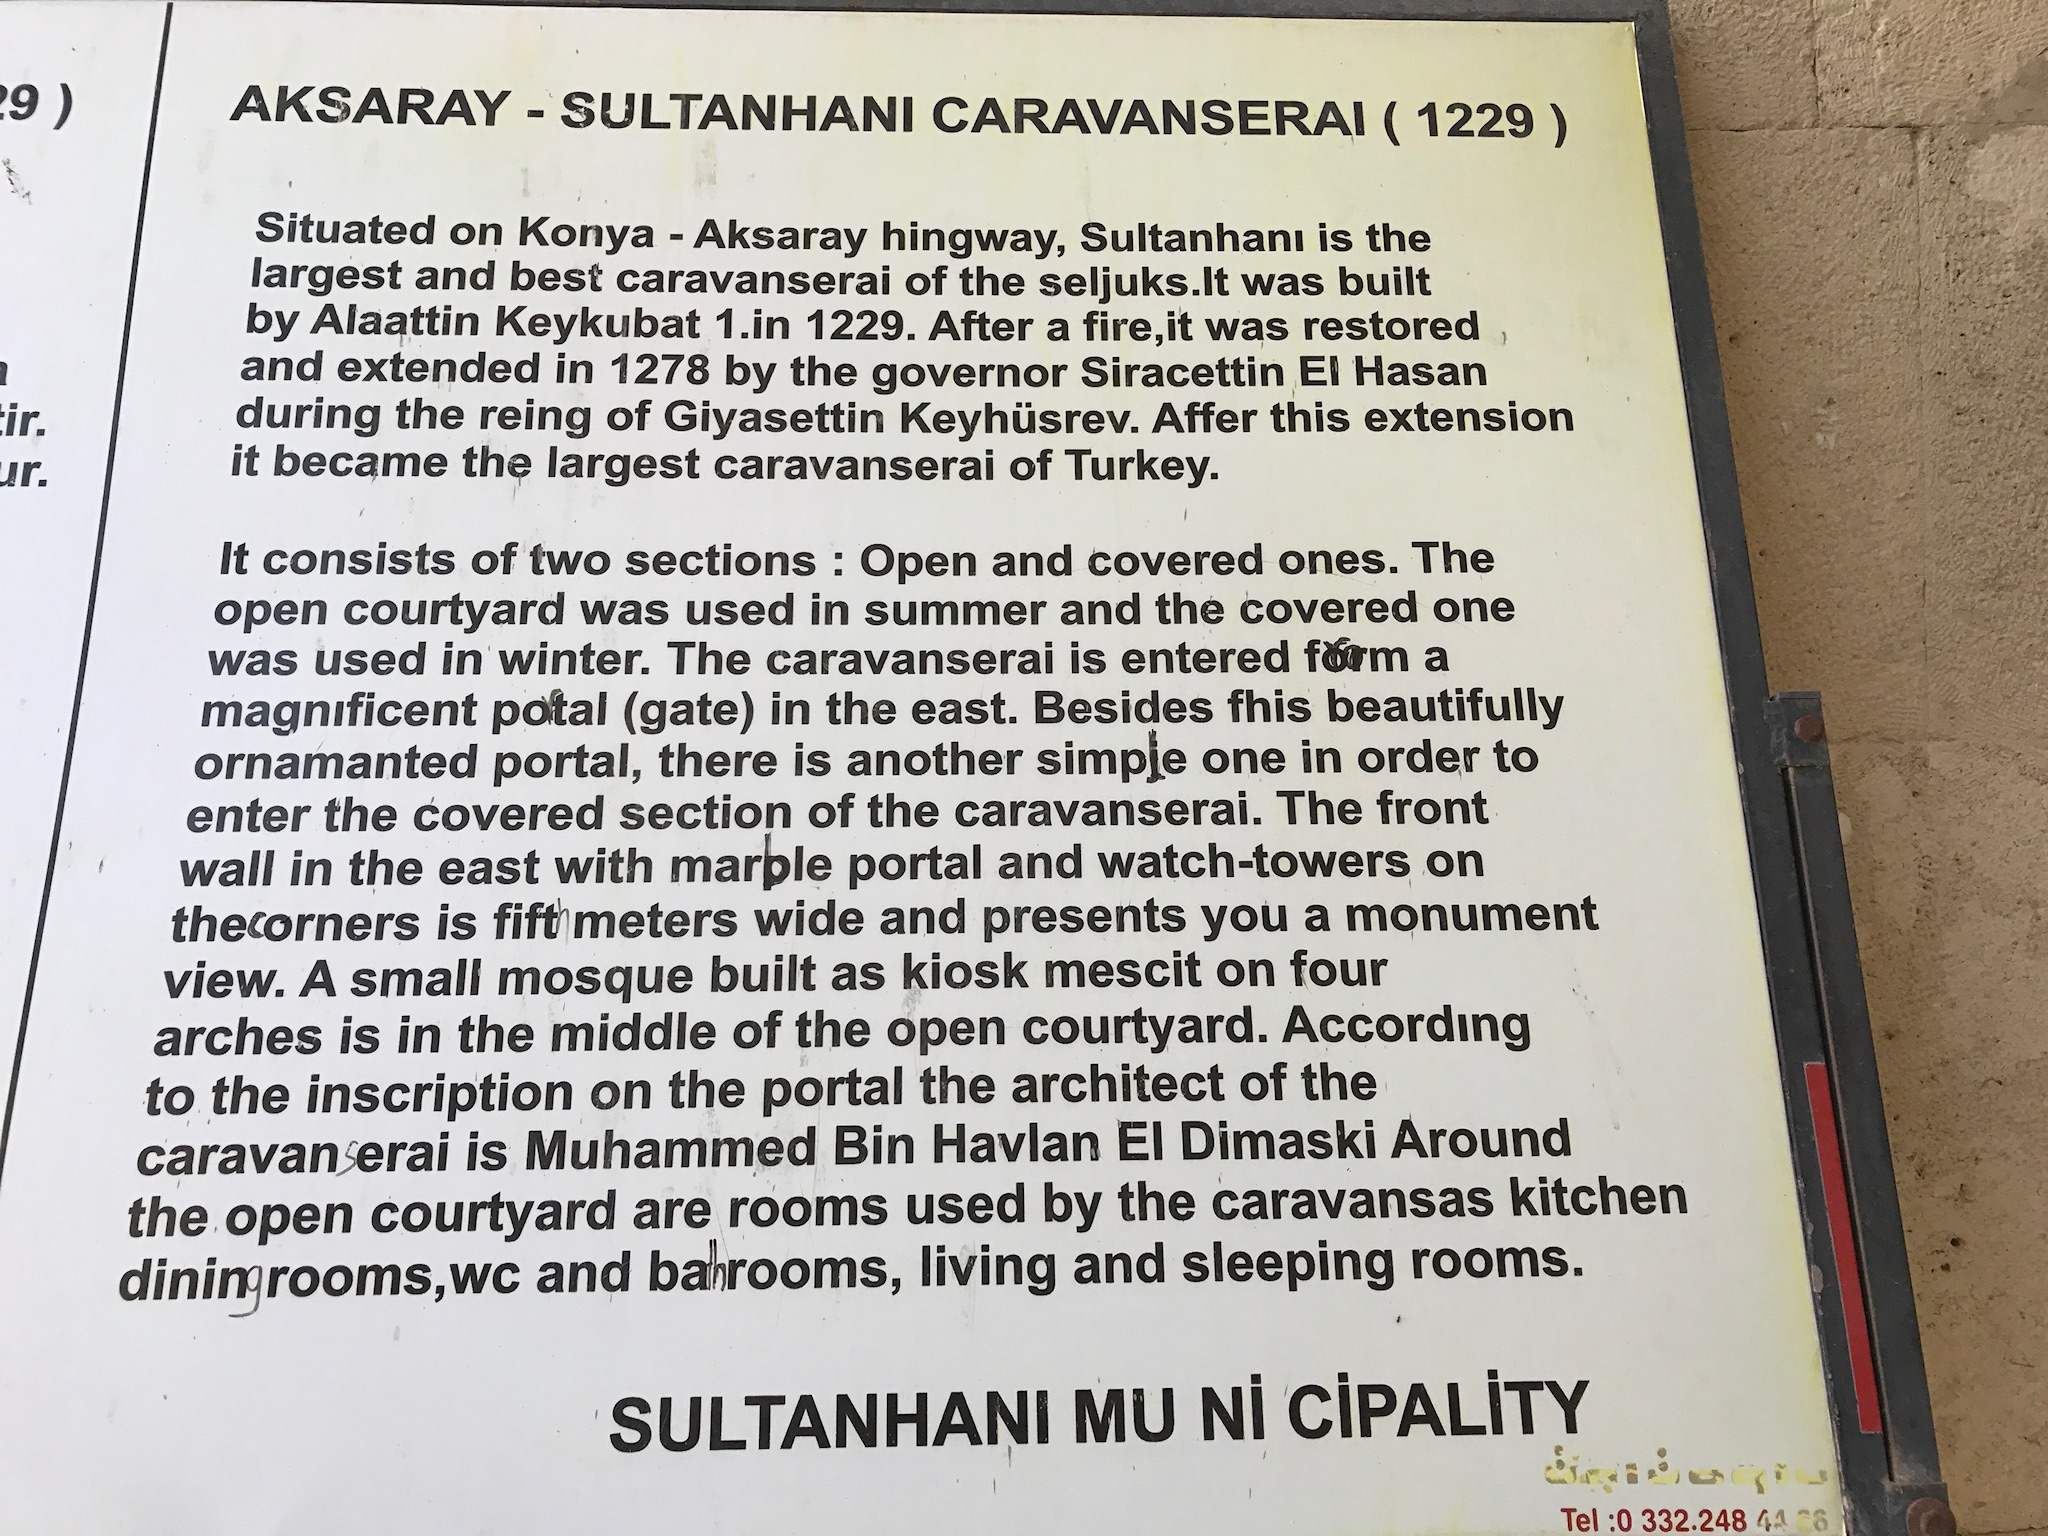 29 )
tir.
ur.
AKSARAY - SULTANHANI CARAVANSERAI ( 1229 )
Situated on Konya - Aksaray hingway, Sultanhanı is the
largest and best caravanserai of the seljuks.It was built
by Alaattin Keykubat 1.in 1229. After a fire,it was restored
and extended in 1278 by the governor Siracettin El Hasan
during the reing of Giyasettin Keyhüsrev. Affer this extension
it became the largest caravanserai of Turkey.
It consists of two sections : Open and covered ones. The
open courtyard was used in summer and the covered one
was used in winter. The caravanserai is entered form a
magnıficent potal (gate) in the east. Besides fhis beautifully
ornamanted portal, there is another simple one in order to
enter the covered section of the caravanserai. The front
wall in the east with marble portal and watch-towers on
thecorners is fifth meters wide and presents you a monument
view. A small mosque built as kiosk mescit on four
arches is in the middle of the open courtyard. Accordıng
to the inscription on the portal the architect of the
caravanserai is Muhammed Bin Havlan El Dimaski Around
the open courtyard are rooms used by the caravansas kitchen
dining rooms,wc and bathrooms, living and sleeping rooms.
SULTANHANI MU Nİ CİPALİTY
Tel :0 332.248